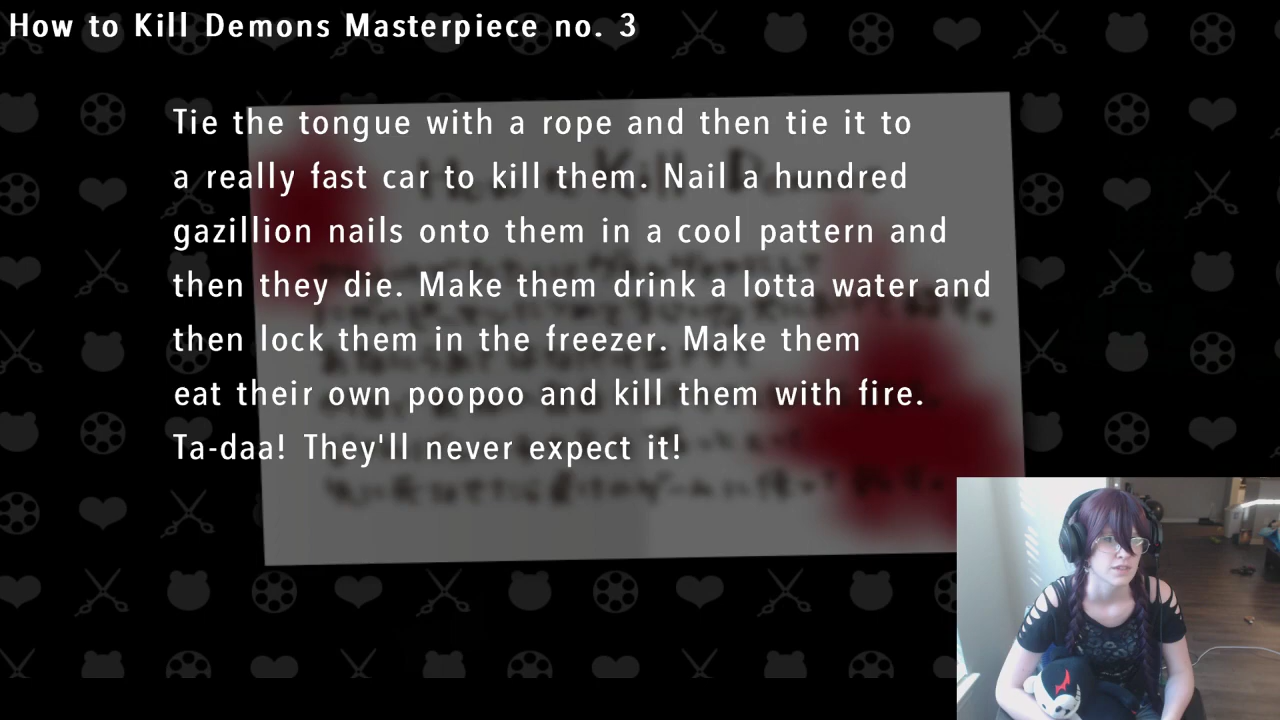 How to Kill Demons Masterpiece no. 3
Tie the tongue with a rope and then tie it to
a really fast car to kill them. Nail a hundred
gazillion nails onto them in a cool pattern and
then they die. Make them drink a lotta water and
then lock them in the freezer. Make them
eat their own poopoo and kill them with fire.
Ta-daa! They'll never expect it!